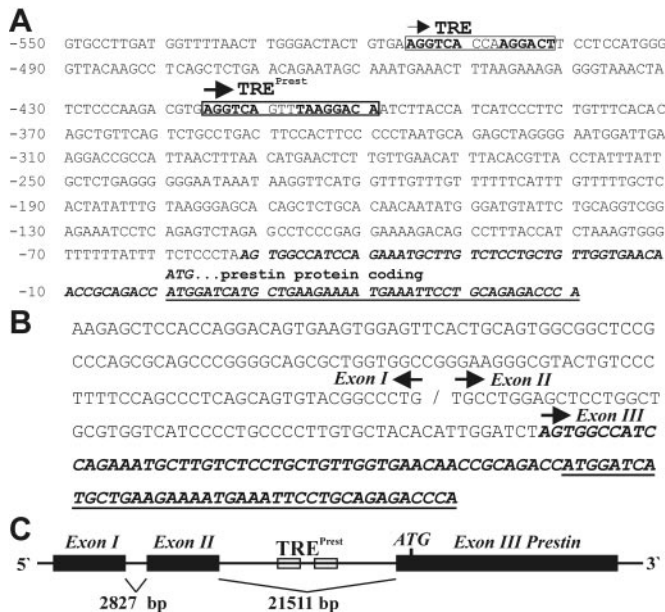 A
TRE
-550 GTGCCTTGAT GGTTTTAACT TGGGACTACT GTGAAGGTCA CCAAGGACTT CCTCCATGGG
-490 GTTACAAGCC TCAGCTCTGA ACAGAATAGC AAATGAAACT TTAAGAAAGA GGGTAAACTA
TRE Prest
-430 TCTCCCAAGA CGTGAGGTCA GTTTAAGGAC A ATCTTACCA TCATCCCTTC TGTTTCACAC
-370 AGCTGTTCAG TCTGCCTGAC TTCCACTTCC CCCTAATGCA GAGCTAGGGG AATGGATTGA
-310 AGGACCGCCA TTAACTTTAA CATGAACTCT TGTTGAACAT TTACACGTTA CCTATTTATT
-250 GCTCTGAGGG GGAATAAAT ATAAGGTTCATGG GTTTGTTTGT TTTTTCATTT GTTTTTGCTC
-190 ACTATATTTG TAAGGGAGCA CAGCTCTGCA CAACAATATG GGATGTATTC TGCAGGTCGG
-130 AGAAATCCTC AGAGTCTAGA GCCTCCCGAG GAAAAGACAG CCTTTACCAT CTAAAGTGGG
-70 TTTTTTATTT TCTCCCTAAG TGGCCATCCA GAAATGCTTG TCTCCTGCTG TTGGTGAACA
ATG...prestin protein coding
-10 ACCGCAGACC ATGGATCATG CTGAAGAAAA TGAAATTCCT GCAGAGACCC A
B
AAGAGCTCCACCAGGACAGTGAAGTGGAGTTCACTGCAGTGGCGGCTCCG
CCCAGCGCAGCCCGGGGCAGCGCTGGTGGCCGGGAAGGGCGTACTGTCCC
Exon I Exon II
TTTTCCAGCCCTCAGCAGTGTACGGCCCTG / TGCCTGGAGCTCCTGGCT
Exon III
GCGTGGTCATCCCCTGCCCCTTGTGCTACACATTGGATCTAGTGGCCATC
CAGAAATGCTTGTCTCCTGCTGTTGGTGAACAACCGCAGACCATGGATCA
TGCTGAAGAAAATGAAATTCCTGCAGAGACCCA
C
Exon I Exon II TRE Prest ATG Exon III Prestin
5` 3`
2827 bp 21511 bp